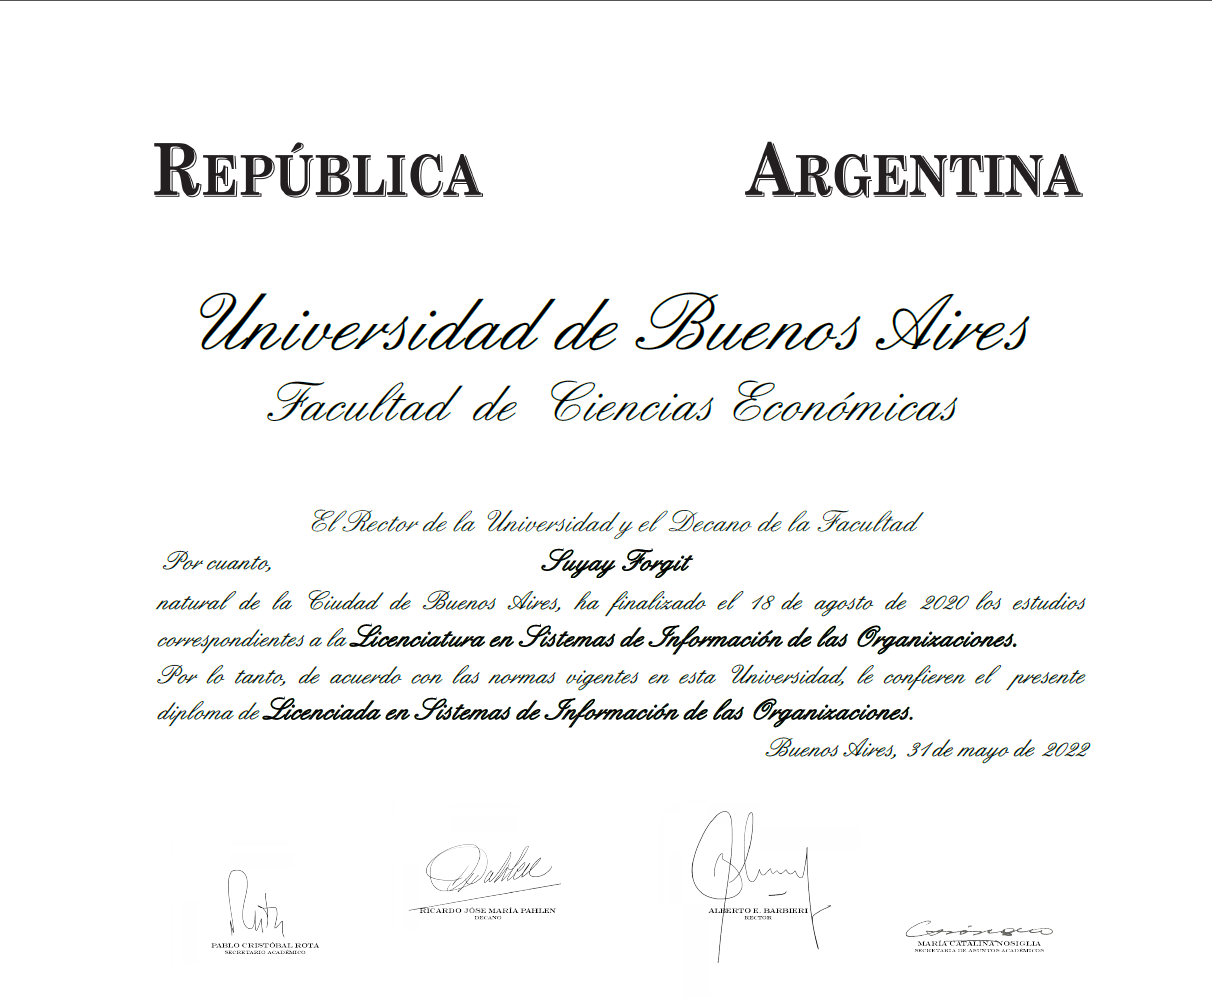 REPÚBLICA ARGENTINA
Universidad de Buenos Aires
Facultad de Ciencias Económicas
El Rector de la Universidad y el Decano de la Facultad
Por cuanto, Suyay Forgit
natural de la Ciudad de Buenos Aires, ha finalizado el 18 de agosto de 2020 los estudios
correspondientes a la Licenciatura en Sistemas de Información de las Organizaciones.
Por lo tanto, de acuerdo con las normas vigentes en esta Universidad, le confieren el presente
diploma de Licenciada en Sistemas de Información de las Organizaciones.
Buenos Aires, 31 de mayo de 2022
Rota
PABLO CRISTÓBAL ROTA
SECRETARIO ACADÉMICO
Pahlen
RICARDO JÓSE MARÍA PAHLEN
DECANO
ALBERTO E. BARBIERI
RECTOR
MARÍA CATALINA NOSIGLIA
SECRETARIA DE ASUNTOS ACADÉMICOS